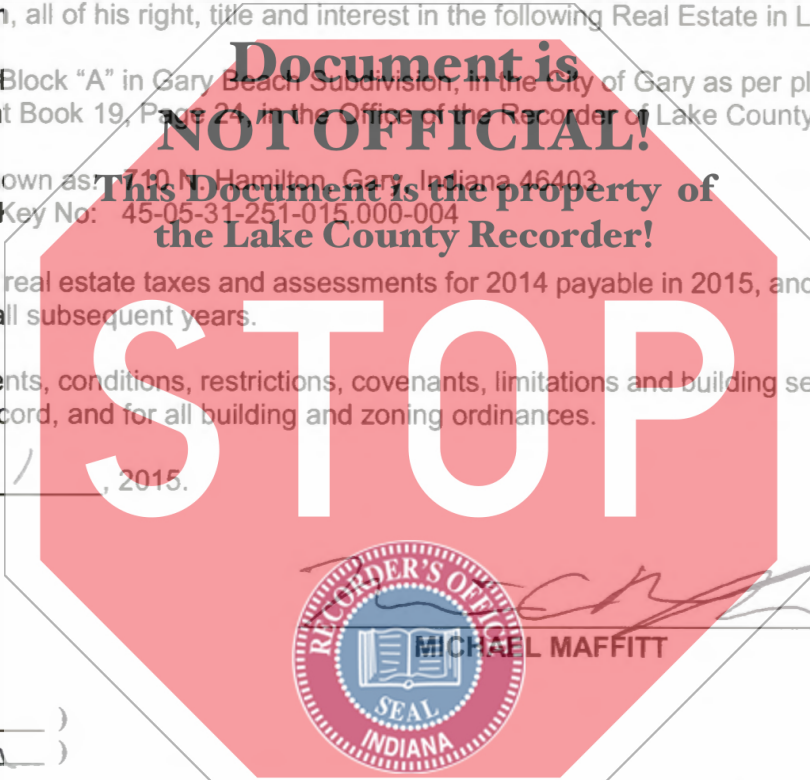 n, all of his right, title and interest in the following Real Estate in L
Document is
Block “A” in Gary Beach Subdivision, in the City of Gary as per pl
t Book 19, Page 24, in the Office of the Recorder of Lake County
NOT OFFICIAL!
own as: N. Hamilton, Gary, Indiana 46403
This Document is the property of
Key No: 45-05-31-251-015.000-004
the Lake County Recorder!
real estate taxes and assessments for 2014 payable in 2015, and
all subsequent years.
STOP
nts, conditions, restrictions, covenants, limitations and building se
cord, and for all building and zoning ordinances.
, 2015.
RECORDER'S OFFICE
MICHAEL MAFFITT
SEAL
INDIANA
)
)